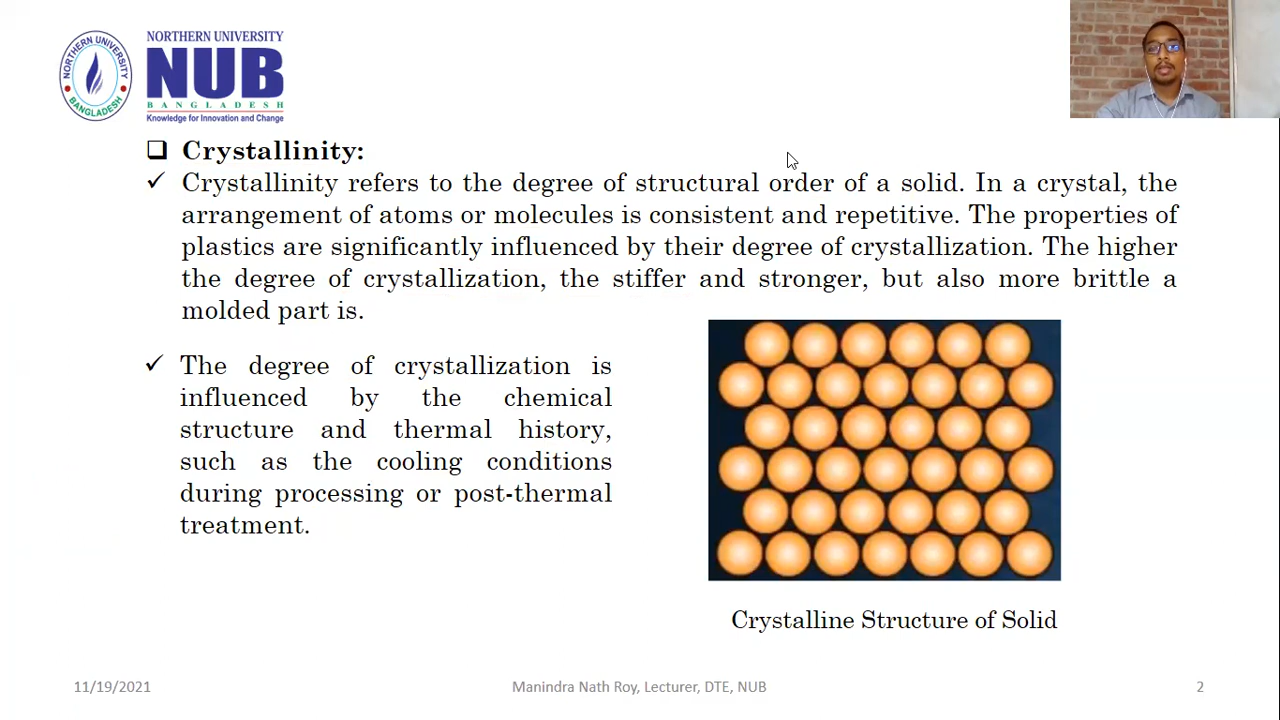 NORTHERN UNIVERSITY
BANGLADESH
NORTHERN UNIVERSITY
NUB
BANGLADESH
Knowledge for Innovation and Change
Crystallinity:
Crystallinity refers to the degree of structural order of a solid. In a crystal, the
arrangement of atoms or molecules is consistent and repetitive. The properties of
plastics are significantly influenced by their degree of crystallization. The higher
the degree of crystallization, the stiffer and stronger, but also more brittle a
molded part is.
The degree of crystallization is
influenced by the chemical
structure and thermal history,
such as the cooling conditions
during processing or post-thermal
treatment.
Crystalline Structure of Solid
11/19/2021
Manindra Nath Roy, Lecturer, DTE, NUB
2